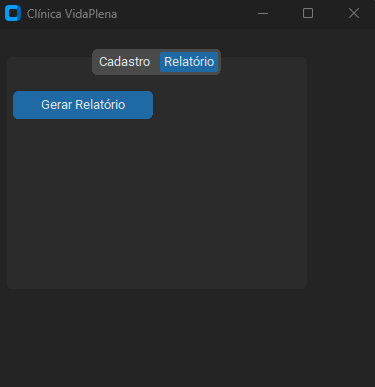 Clínica VidaPlena
Cadastro Relatório
Gerar Relatório